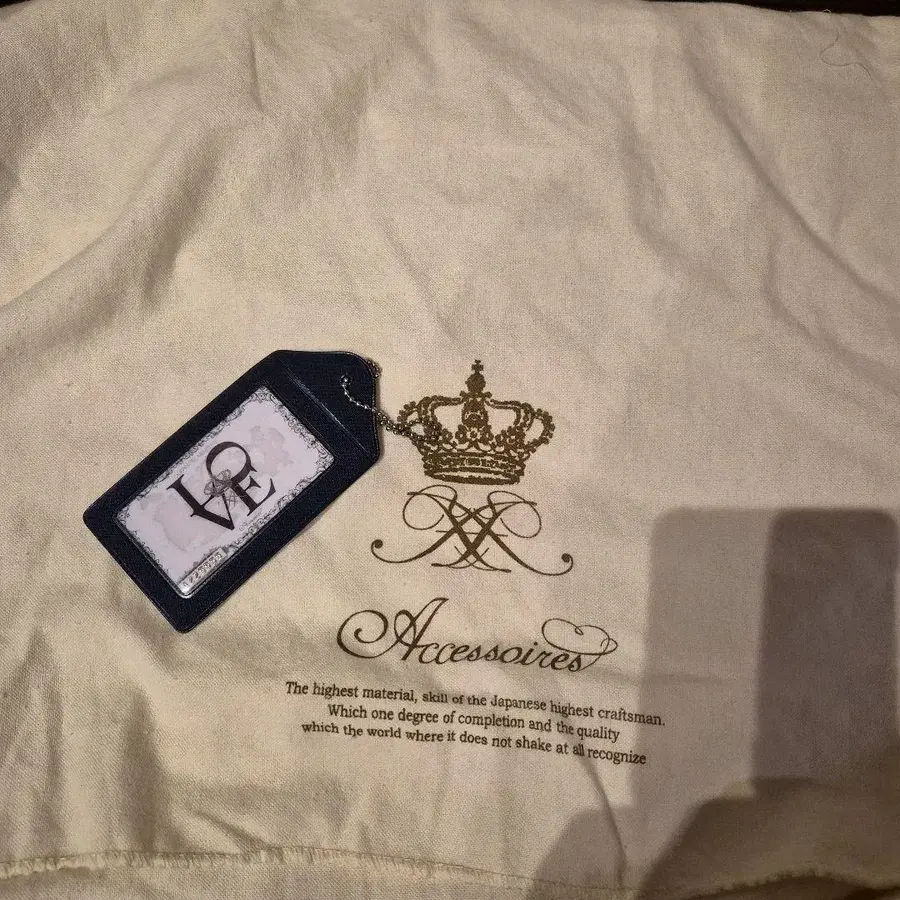 LOVE
Accessoires
The highest material, skill of the Japanese highest craftsman.
Which one degree of completion and the quality
which the world where it does not shake at all recognize